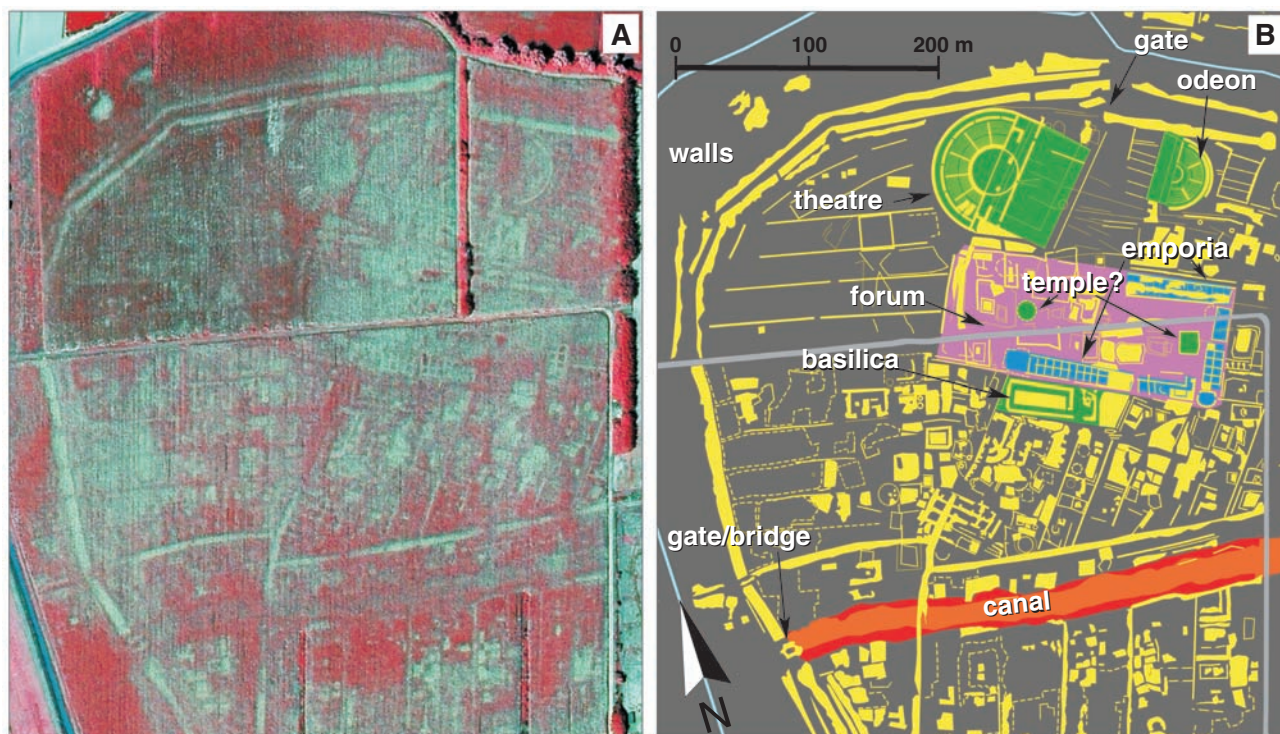 A
B
0 100 200 m
gate
odeon
walls
theatre
emporia
temple?
forum
basilica
gate/bridge
canal
N